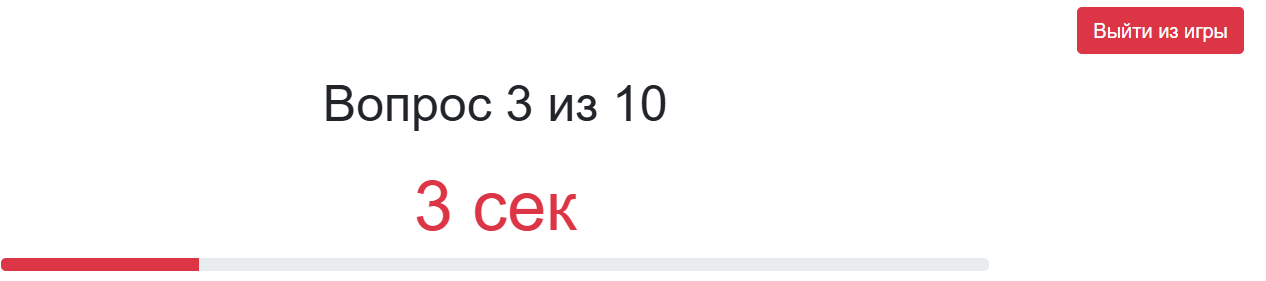 Выйти из игры
Вопрос 3 из 10
3 сек